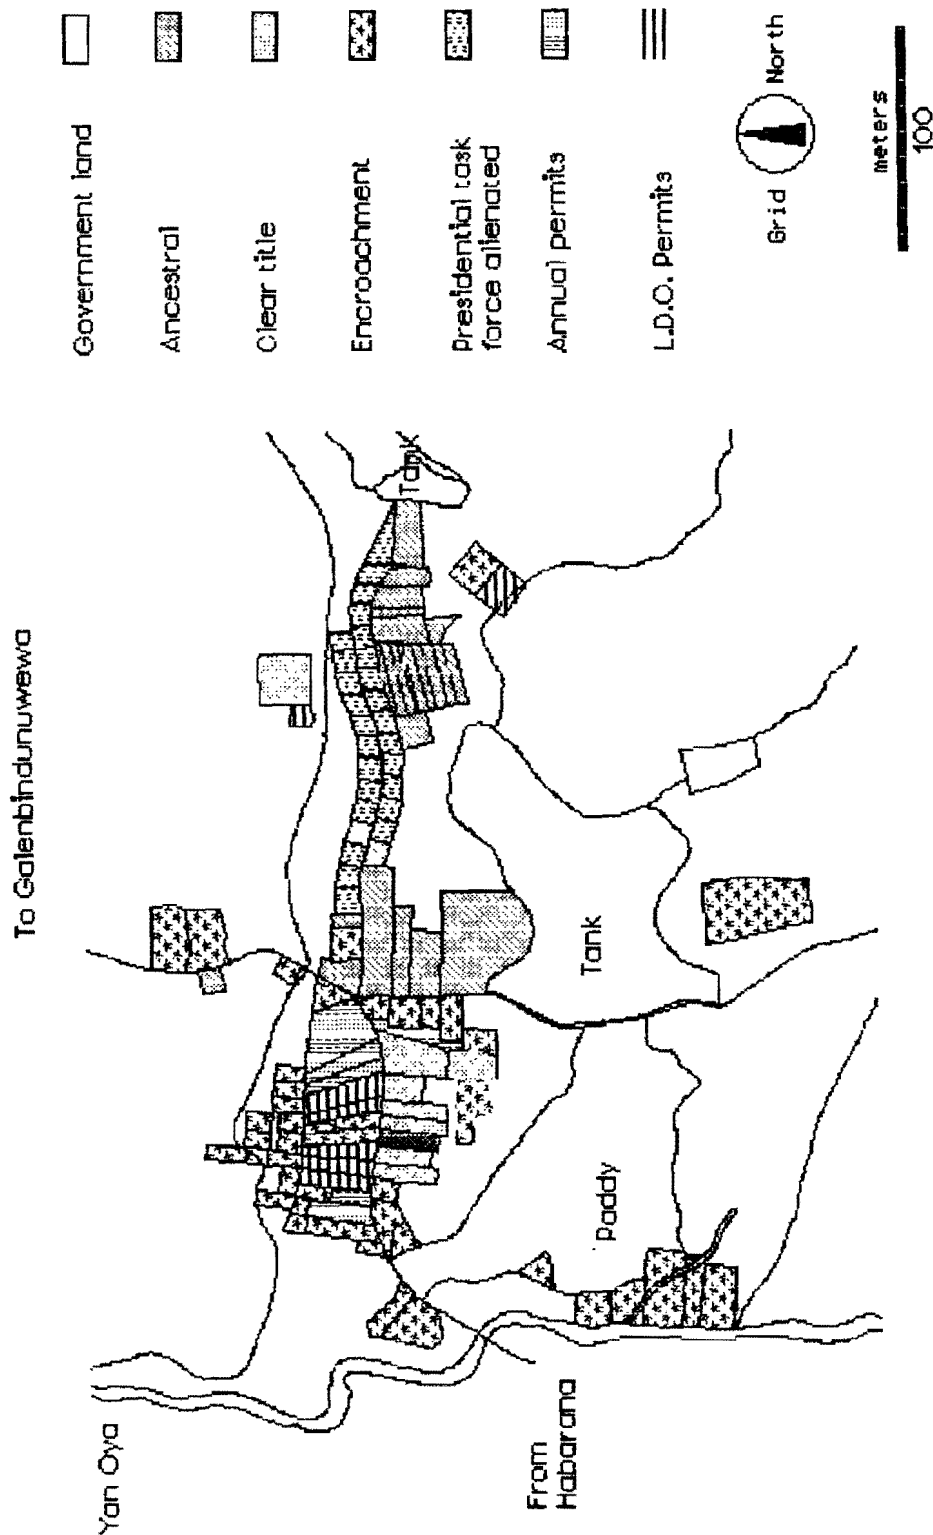 To Galenbindunuwewa
Yan Oya
From
Habarana
Paddy
Tank
Tank
Government land
Ancestral
Clear title
Encroachment
Presidential task
force alienated
Annual permits
L.D.O. Permits
Grid North
meters
100